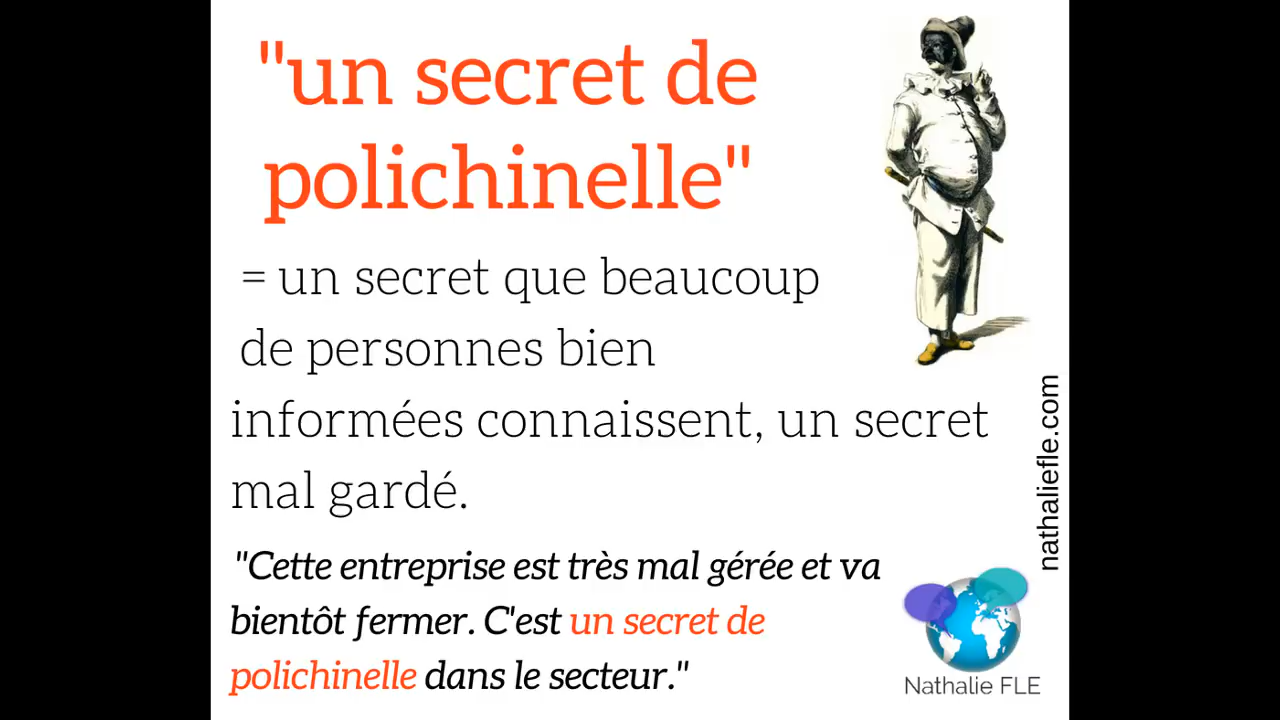 "un secret de
polichinelle"
= un secret que beaucoup
de personnes bien
informées connaissent, un secret
mal gardé.
"Cette entreprise est très mal gérée et va
bientôt fermer. C'est un secret de
polichinelle dans le secteur."
nathaliefle.com
Nathalie FLE